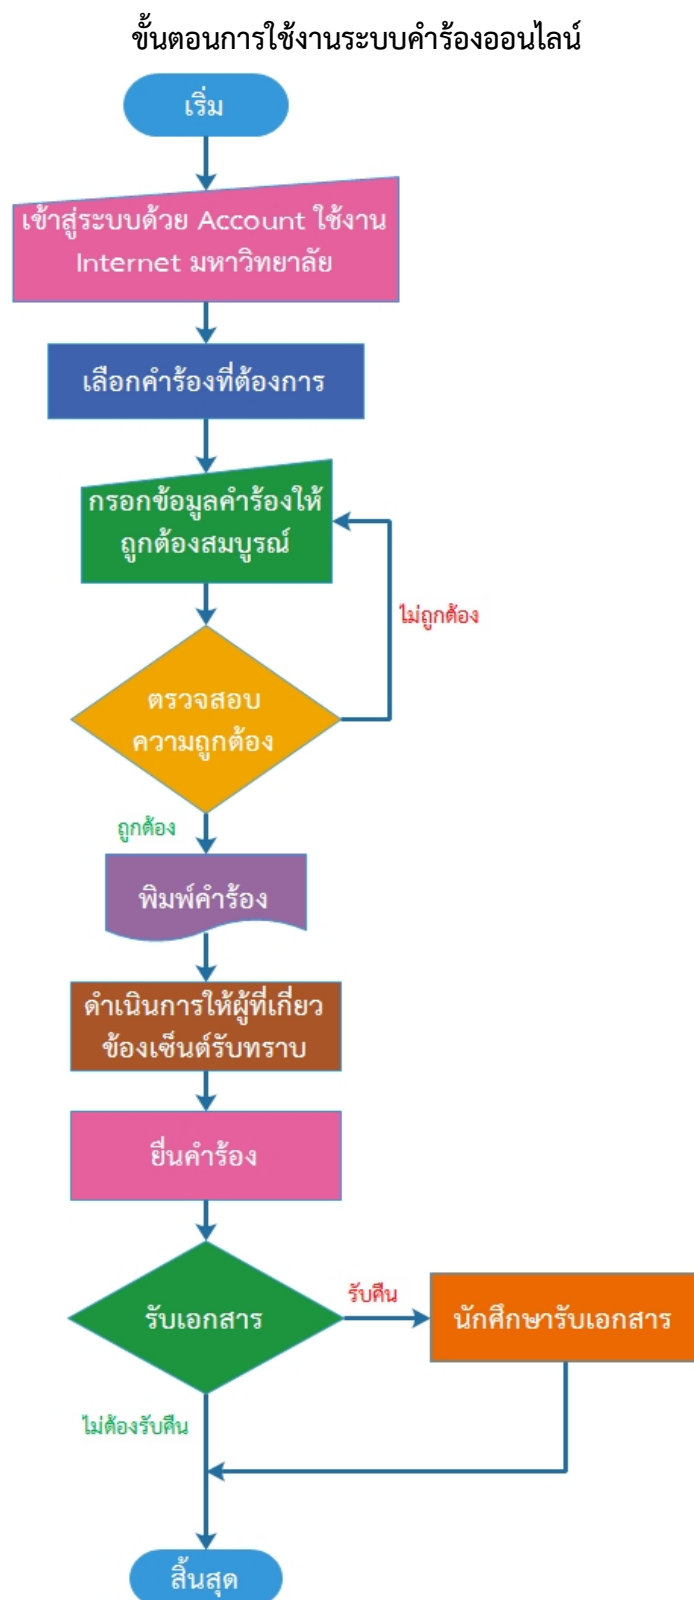 ขั้นตอนการใช้งานระบบคำร้องออนไลน์
เริ่ม
เข้าสู่ระบบด้วย Account ใช้งาน
Internet มหาวิทยาลัย
เลือกคำร้องที่ต้องการ
กรอกข้อมูลคำร้องให้
ถูกต้องสมบูรณ์
ไม่ถูกต้อง
ตรวจสอบ
ความถูกต้อง
ถูกต้อง
พิมพ์คำร้อง
ดำเนินการให้ผู้ที่เกี่ยว
ข้องเซ็นต์รับทราบ
ยื่นคำร้อง
รับเอกสาร
รับคืน
นักศึกษารับเอกสาร
ไม่ต้องรับคืน
สิ้นสุด